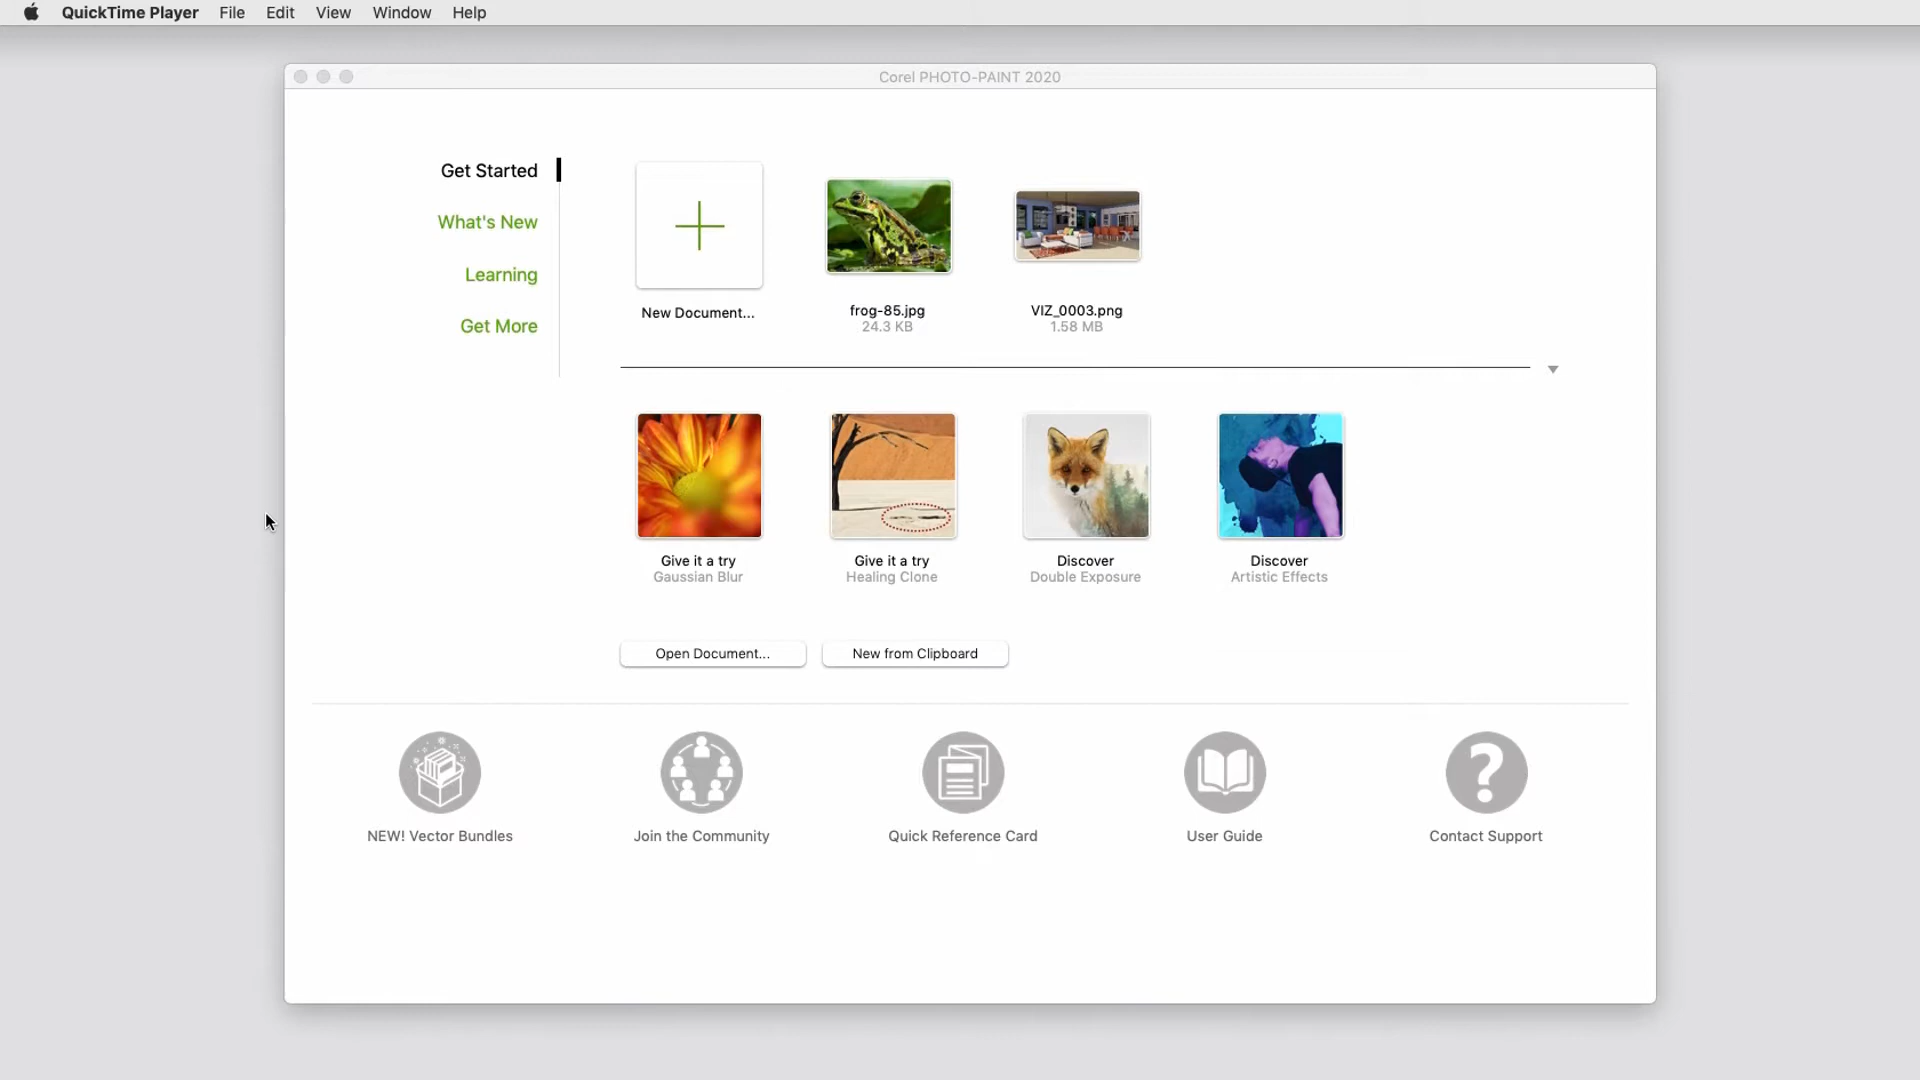 QuickTime Player File Edit View Window Help
Corel PHOTO-PAINT 2020
Get Started
What's New
Learning
Get More
New Document...
frog-85.jpg
24.3 KB
VIZ_0003.png
1.58 MB
Give it a try
Gaussian Blur
Give it a try
Healing Clone
Discover
Double Exposure
Discover
Artistic Effects
Open Document...
New from Clipboard
NEW! Vector Bundles
Join the Community
Quick Reference Card
User Guide
Contact Support